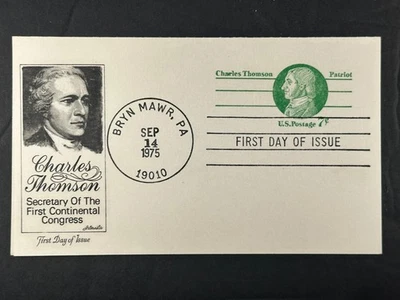 Charles Thomson Patriot
U.S. Postage 7¢
BRYN MAWR, PA
SEP
14
1975
19010
FIRST DAY OF ISSUE
Charles
Thomson
Secretary Of The
First Continental
Congress
Artmaster
First Day of Issue